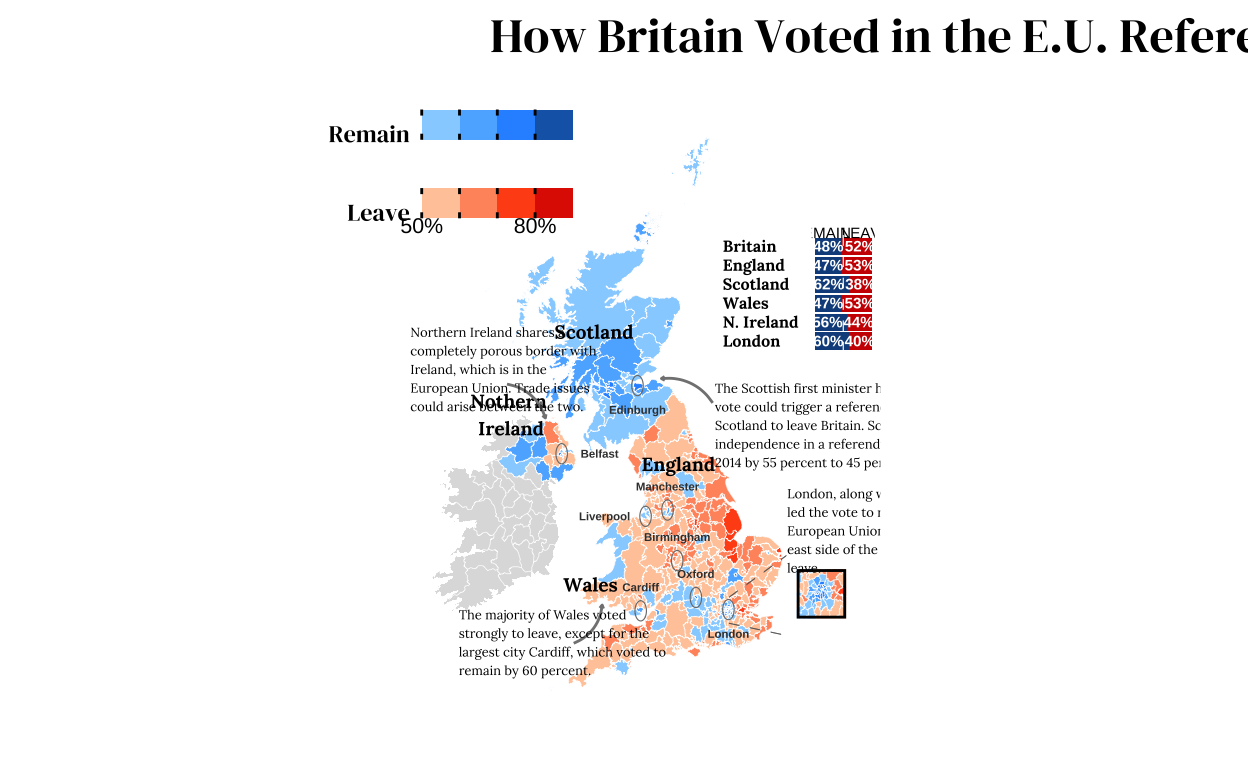 How Britain Voted in the E.U. Refere
Remain
Leave
50% 80%
MAIN LEAV
Britain 48% 52%
England 47% 53%
Scotland 62% 38%
Wales 47% 53%
N. Ireland 56% 44%
London 60% 40%
Northern Ireland shares
completely porous border with
Ireland, which is in the
European Union. Trade issues
could arise between the two.
Scotland
Nothern
Ireland
Edinburgh
Belfast
The Scottish first minister h
vote could trigger a referen
Scotland to leave Britain. Sc
independence in a referend
2014 by 55 percent to 45 per
England
Manchester
Liverpool
Birmingham
Oxford
London, along w
led the vote to r
European Union
east side of the
leave.
Wales
Cardiff
London
The majority of Wales voted
strongly to leave, except for the
largest city Cardiff, which voted to
remain by 60 percent.